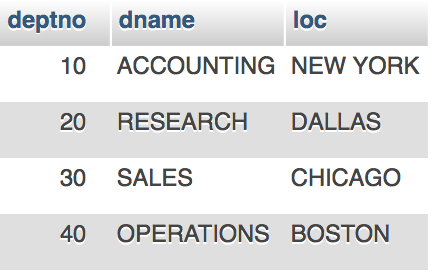 deptno dname loc
10 ACCOUNTING NEW YORK
20 RESEARCH DALLAS
30 SALES CHICAGO
40 OPERATIONS BOSTON